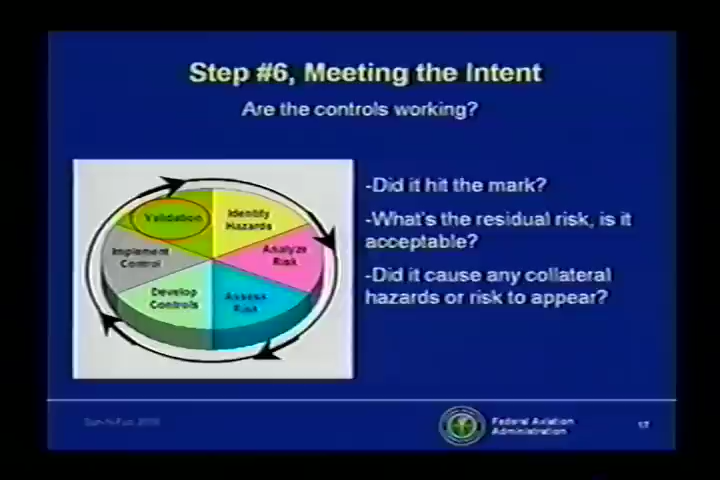 Step #6, Meeting the Intent
Are the controls working?
-Did it hit the mark?
-What's the residual risk, is it
acceptable?
-Did it cause any collateral
hazards or risk to appear?
Validation
Identify
Hazards
Analyze
Risk
Assess
Risk
Develop
Controls
Implement
Control
Federal Aviation
Administration
17